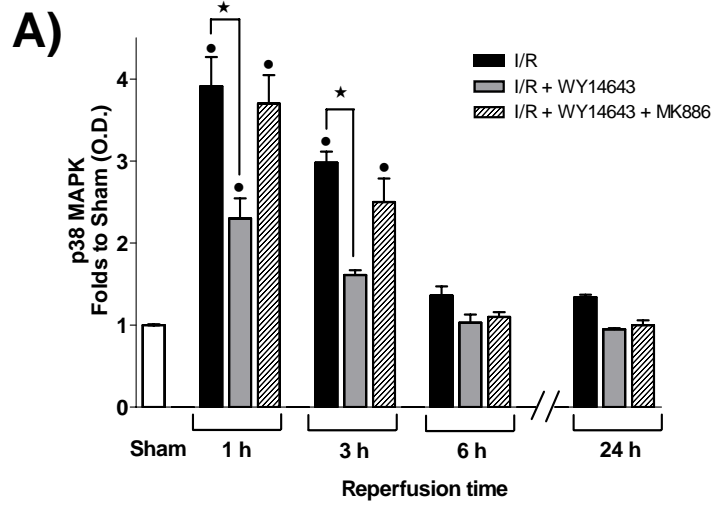 A)
I/R
I/R + WY14643
I/R + WY14643 + MK886
p38 MAPK
Folds to Sham (O.D.)
4
3
2
1
0
Sham 1 h 3 h 6 h 24 h
Reperfusion time